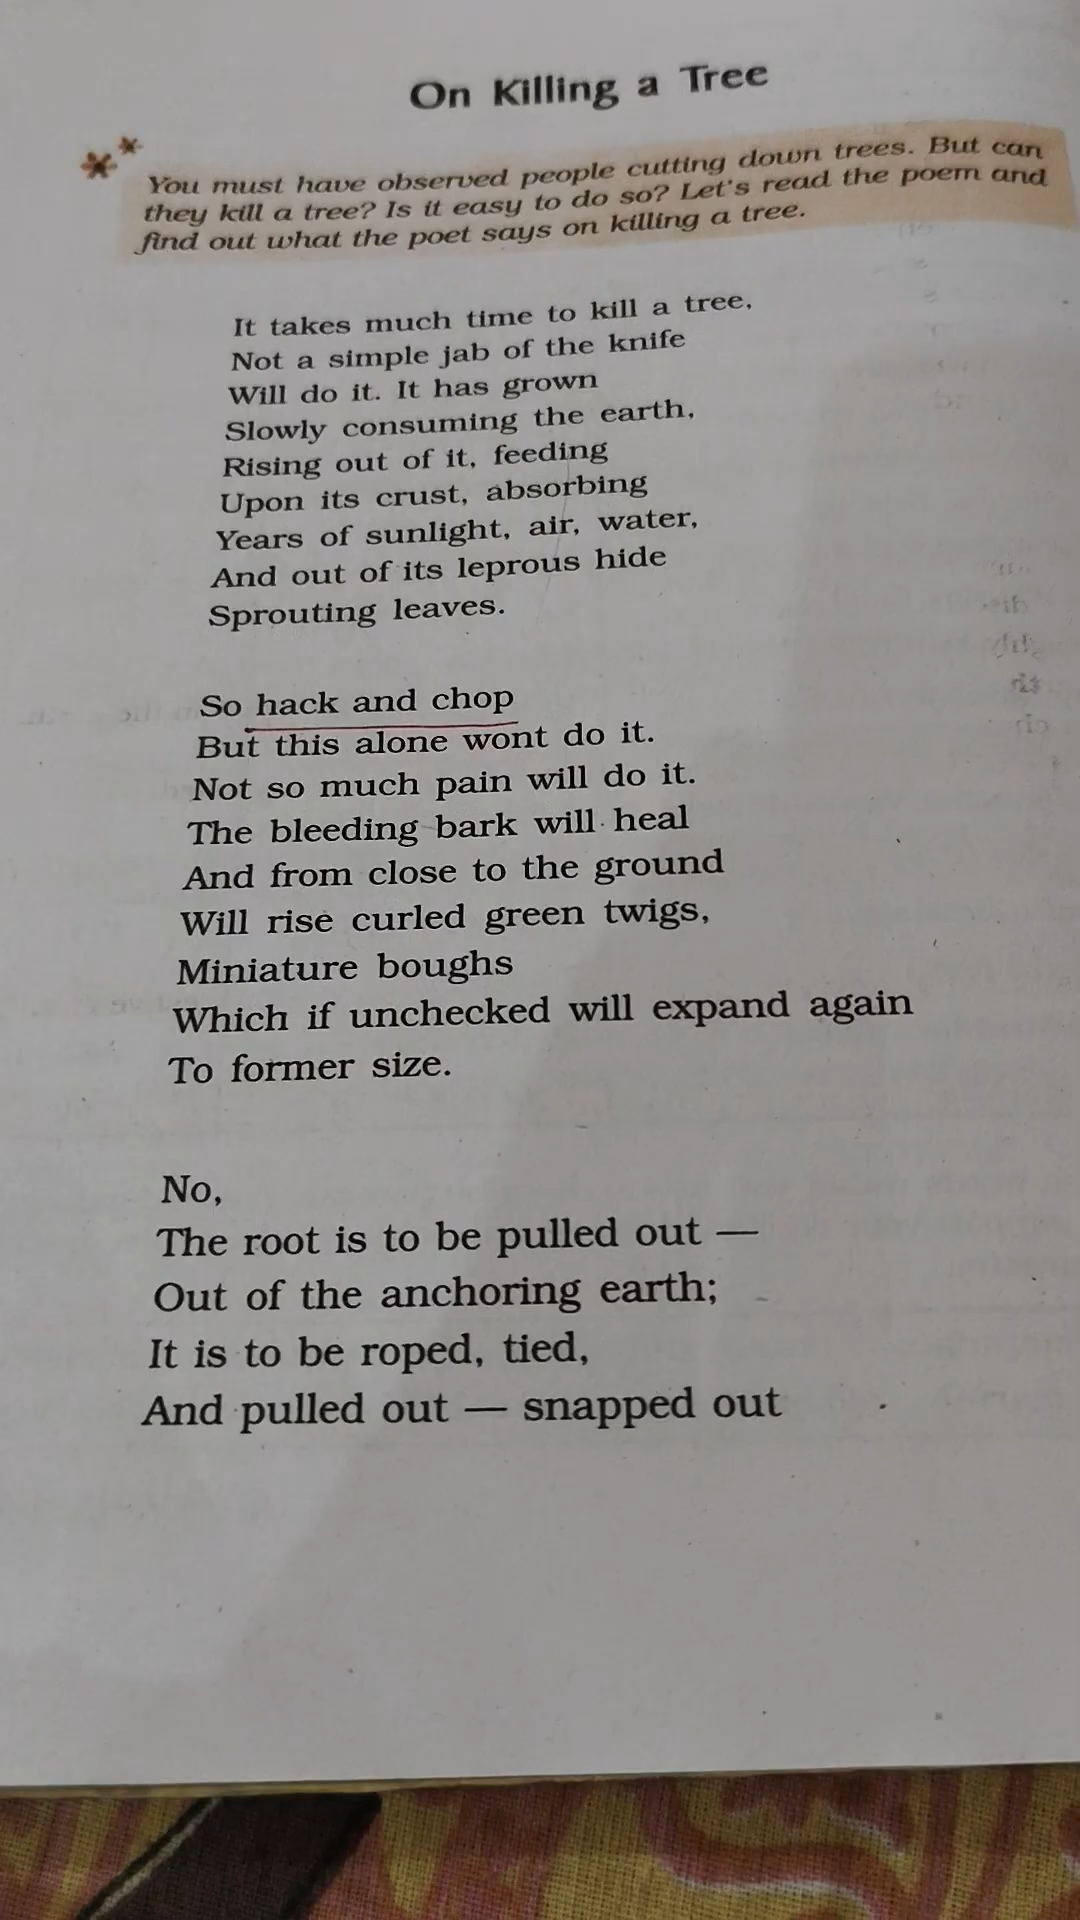 On Killing a Tree
You must have observed people cutting down trees. But can
they kill a tree? Is it easy to do so? Let's read the poem and
find out what the poet says on killing a tree.
It takes much time to kill a tree,
Not a simple jab of the knife
Will do it. It has grown
Slowly consuming the earth,
Rising out of it, feeding
Upon its crust, absorbing
Years of sunlight, air, water,
And out of its leprous hide
Sprouting leaves.
So hack and chop
But this alone wont do it.
Not so much pain will do it.
The bleeding bark will heal
And from close to the ground
Will rise curled green twigs,
Miniature boughs
Which if unchecked will expand again
To former size.
No,
The root is to be pulled out —
Out of the anchoring earth;
It is to be roped, tied,
And pulled out — snapped out